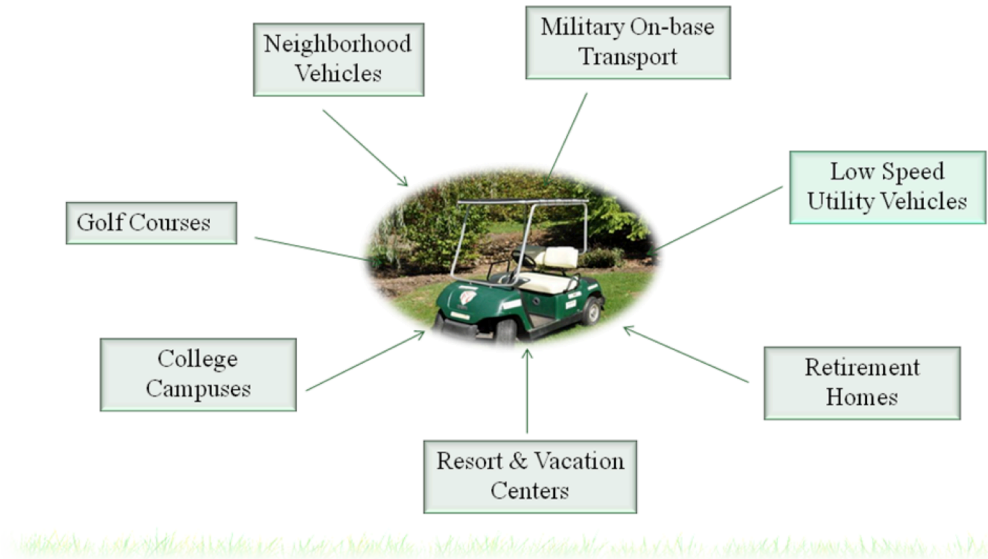 Neighborhood
Vehicles
Military On-base
Transport
Low Speed
Utility Vehicles
Golf Courses
College
Campuses
Retirement
Homes
Resort & Vacation
Centers